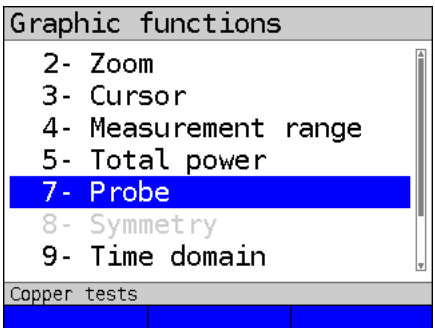 Graphic functions
2- Zoom
3- Cursor
4- Measurement range
5- Total power
7- Probe
8- Symmetry
9- Time domain
Copper tests